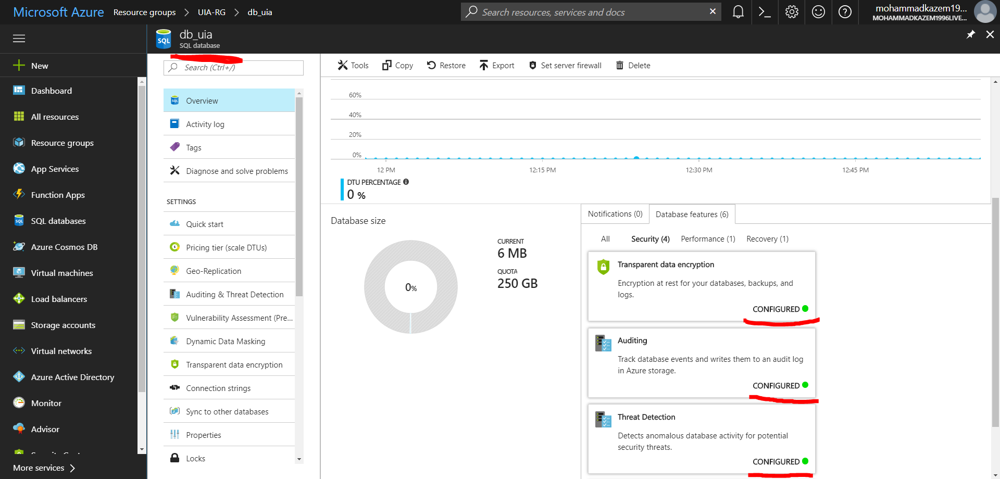 Microsoft Azure
Resource groups
UIA-RG
db_uia
Search resources, services and docs
mohammadkazem19...
MOHAMMADKAZEM1996LIVE...
db_uia
SQL
SQL database
New
Dashboard
All resources
Resource groups
App Services
Function Apps
SQL databases
Azure Cosmos DB
Virtual machines
Load balancers
Storage accounts
Virtual networks
Azure Active Directory
Monitor
Advisor
More services
Search (Ctrl+/)
Overview
Activity log
Tags
Diagnose and solve problems
SETTINGS
Quick start
Pricing tier (scale DTUs)
Geo-Replication
Auditing & Threat Detection
Vulnerability Assessment (Pre...
Dynamic Data Masking
Transparent data encryption
Connection strings
Sync to other databases
Properties
Locks
Tools
Copy
Restore
Export
Set server firewall
Delete
60%
40%
20%
0%
12 PM
12:15 PM
12:30 PM
12:45 PM
DTU PERCENTAGE
0 %
Database size
0%
CURRENT
6 MB
QUOTA
250 GB
Notifications (0)
Database features (6)
All
Security (4)
Performance (1)
Recovery (1)
Transparent data encryption
Encryption at rest for your databases, backups, and
logs.
CONFIGURED
Auditing
Track database events and writes them to an audit log
in Azure storage.
CONFIGURED
Threat Detection
Detects anomalous database activity for potential
security threats.
CONFIGURED